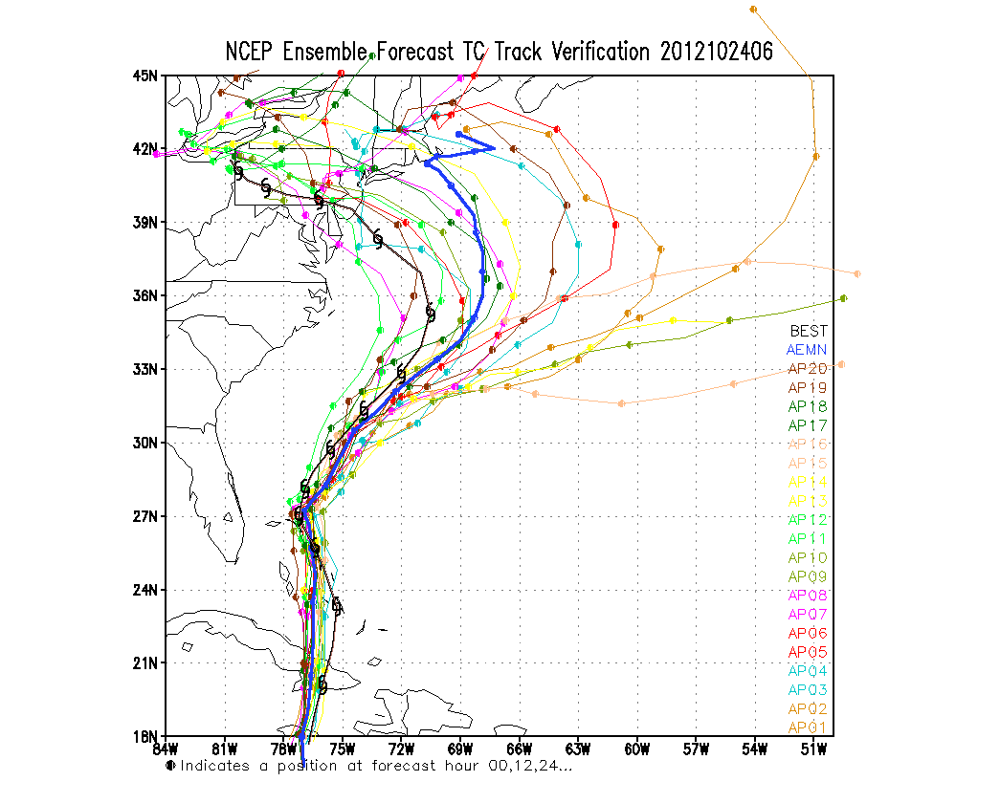 NCEP Ensemble Forecast TC Track Verification 2012102406
45N
42N
39N
36N
33N
30N
27N
24N
21N
18N
BEST
AEMN
AP20
AP19
AP18
AP17
AP16
AP15
AP14
AP13
AP12
AP11
AP10
AP09
AP08
AP07
AP06
AP05
AP04
AP03
AP02
AP01
84W 81W 78W 75W 72W 69W 66W 63W 60W 57W 54W 51W
Indicates a position at forecast hour 00,12,24...